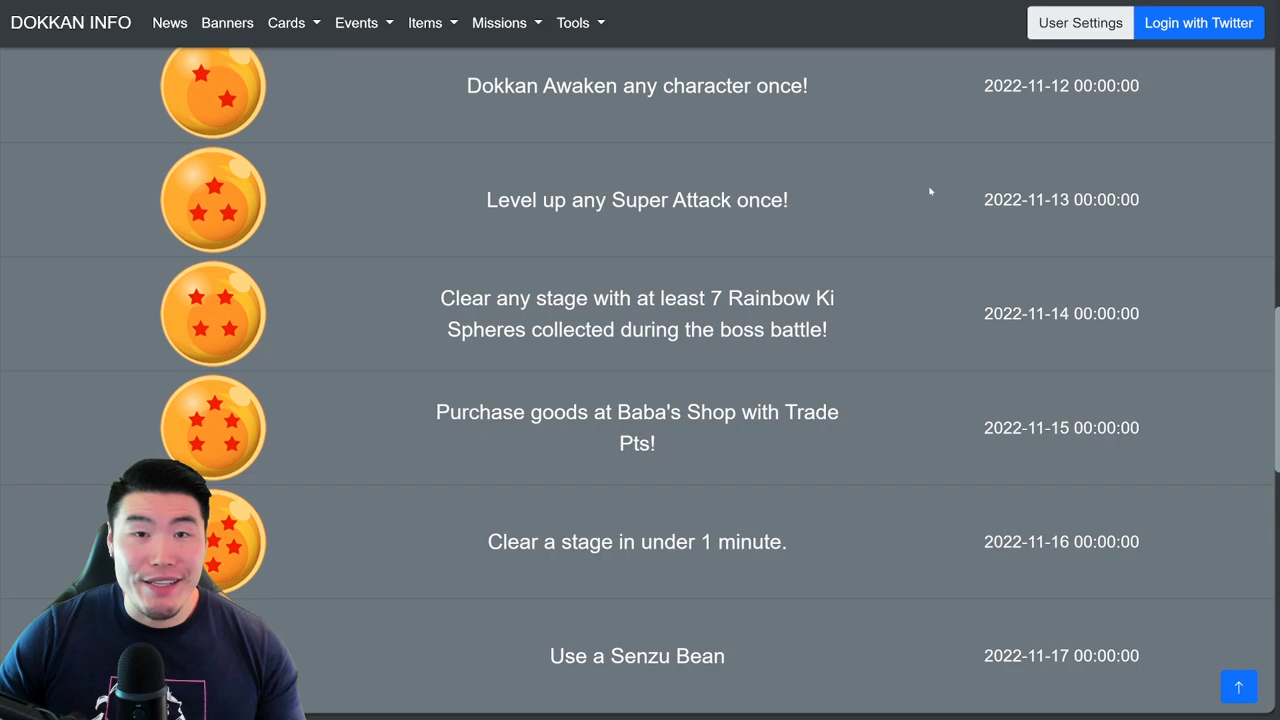 DOKKAN INFO News Banners Cards Events Items Missions Tools User Settings Login with Twitter
Dokkan Awaken any character once! 2022-11-12 00:00:00
Level up any Super Attack once! 2022-11-13 00:00:00
Clear any stage with at least 7 Rainbow Ki
Spheres collected during the boss battle! 2022-11-14 00:00:00
Purchase goods at Baba's Shop with Trade
Pts! 2022-11-15 00:00:00
Clear a stage in under 1 minute. 2022-11-16 00:00:00
Use a Senzu Bean 2022-11-17 00:00:00